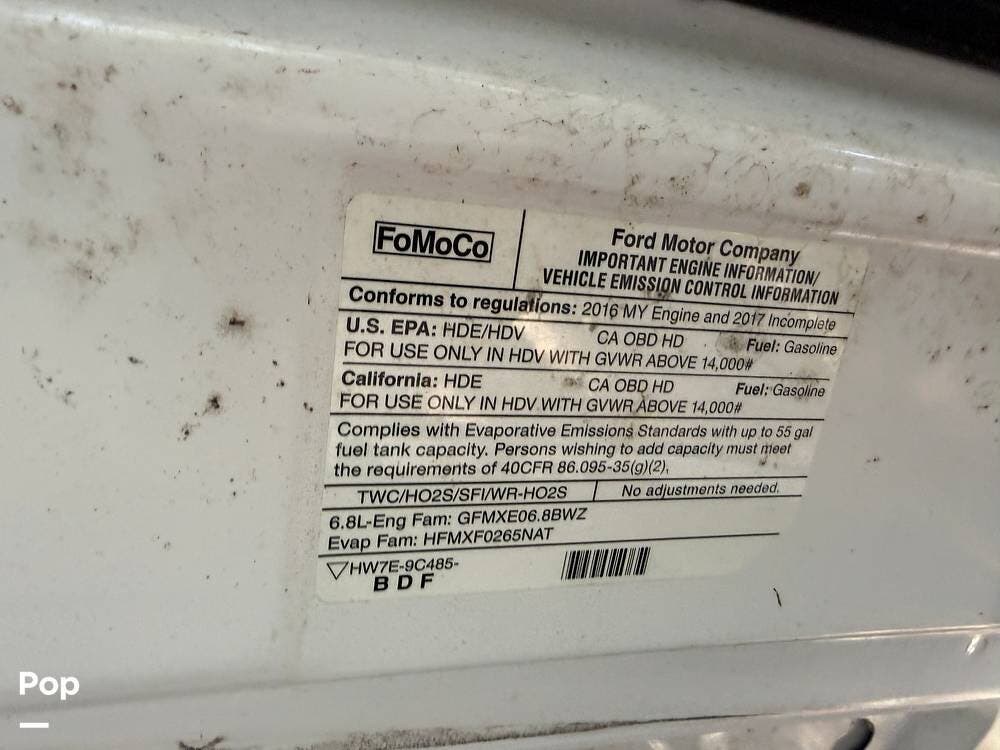 FoMoCo
Ford Motor Company
IMPORTANT ENGINE INFORMATION/
VEHICLE EMISSION CONTROL INFORMATION
Conforms to regulations: 2016 MY Engine and 2017 Incomplete
U.S. EPA: HDE/HDV CA OBD HD Fuel: Gasoline
FOR USE ONLY IN HDV WITH GVWR ABOVE 14,000#
California: HDE CA OBD HD Fuel: Gasoline
FOR USE ONLY IN HDV WITH GVWR ABOVE 14,000#
Complies with Evaporative Emissions Standards with up to 55 gal
fuel tank capacity. Persons wishing to add capacity must meet
the requirements of 40CFR 86.095-35(g)(2).
TWC/HO2S/SFI/WR-HO2S No adjustments needed.
6.8L-Eng Fam: GFMXE06.8BWZ
Evap Fam: HFMXF0265NAT
HW7E-9C485-
B D F
Pop